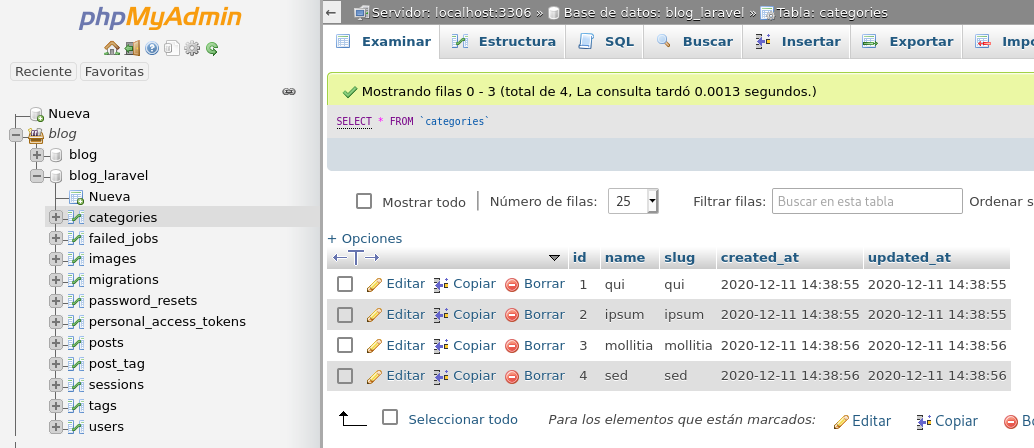 phpMyAdmin
Reciente Favoritas
Nueva
blog
blog
blog_laravel
Nueva
categories
failed_jobs
images
migrations
password_resets
personal_access_tokens
posts
post_tag
sessions
tags
users
Servidor: localhost:3306 » Base de datos: blog_laravel » Tabla: categories
Examinar Estructura SQL Buscar Insertar Exportar Impo
Mostrando filas 0 - 3 (total de 4, La consulta tardó 0.0013 segundos.)
SELECT * FROM `categories`
Mostrar todo | Número de filas: 25 Filtrar filas: Buscar en esta tabla Ordenar s
+ Opciones
←T→ id name slug created_at updated_at
Editar Copiar Borrar 1 qui qui 2020-12-11 14:38:55 2020-12-11 14:38:55
Editar Copiar Borrar 2 ipsum ipsum 2020-12-11 14:38:55 2020-12-11 14:38:55
Editar Copiar Borrar 3 mollitia mollitia 2020-12-11 14:38:56 2020-12-11 14:38:56
Editar Copiar Borrar 4 sed sed 2020-12-11 14:38:56 2020-12-11 14:38:56
Seleccionar todo Para los elementos que están marcados: Editar Copiar Bo